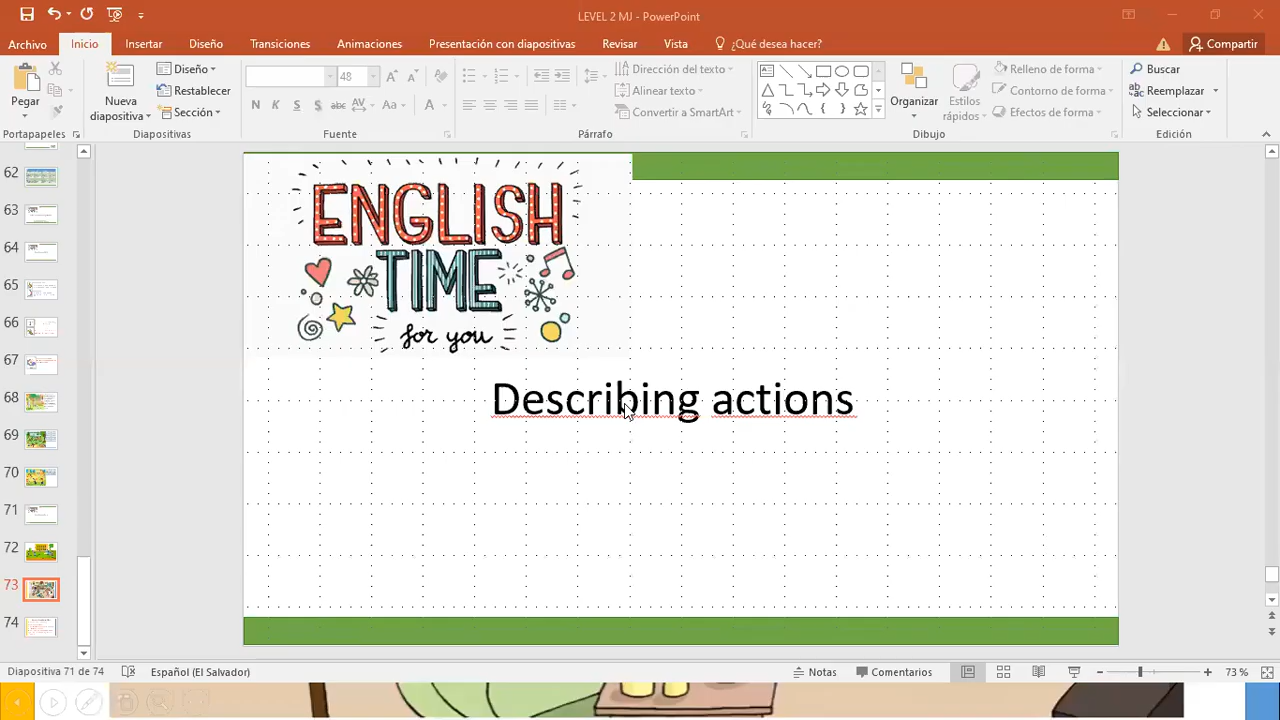 LEVEL 2 MJ - PowerPoint
Archivo Inicio Insertar Diseño Transiciones Animaciones Presentación con diapositivas Revisar Vista ¿Qué desea hacer? Compartir
Pegar
Nueva diapositiva
Diseño
Restablecer
Sección
48
N K S S abc AV Aa A
Dirección del texto
Alinear texto
Convertir a SmartArt
Organizar
Estilos rápidos
Relleno de forma
Contorno de forma
Efectos de forma
Buscar
Reemplazar
Seleccionar
Portapapeles Diapositivas Fuente Párrafo Dibujo Edición
62
63
64
65
66
67
68
69
70
71
72
73
74
ENGLISH
TIME
for you
Describing actions
Diapositiva 71 de 74 Español (El Salvador) Notas Comentarios 73 %